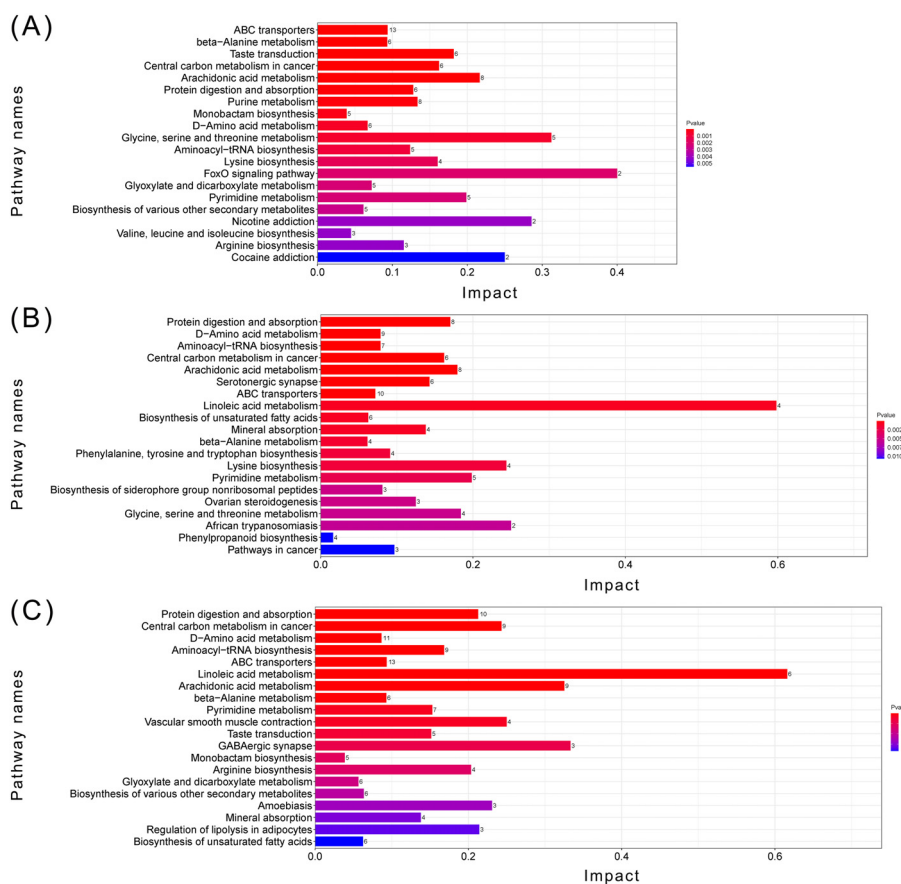 (A)
Pathway names
ABC transporters 13
beta-Alanine metabolism 6
Taste transduction 6
Central carbon metabolism in cancer 6
Arachidonic acid metabolism 8
Protein digestion and absorption 6
Purine metabolism 8
Monobactam biosynthesis 5
D-Amino acid metabolism 6
Glycine, serine and threonine metabolism 5
Aminoacyl-tRNA biosynthesis 5
Lysine biosynthesis 4
FoxO signaling pathway 2
Glyoxylate and dicarboxylate metabolism 5
Pyrimidine metabolism 5
Biosynthesis of various other secondary metabolites 5
Nicotine addiction 2
Valine, leucine and isoleucine biosynthesis 3
Arginine biosynthesis 3
Cocaine addiction 2
0.0 0.1 0.2 0.3 0.4
Impact
Pvalue
0.001
0.002
0.003
0.004
0.005
(B)
Pathway names
Protein digestion and absorption 8
D-Amino acid metabolism 9
Aminoacyl-tRNA biosynthesis 7
Central carbon metabolism in cancer 6
Arachidonic acid metabolism 8
Serotonergic synapse 6
ABC transporters 10
Linoleic acid metabolism 4
Biosynthesis of unsaturated fatty acids 6
Mineral absorption 4
beta-Alanine metabolism 4
Phenylalanine, tyrosine and tryptophan biosynthesis 4
Lysine biosynthesis 4
Pyrimidine metabolism 5
Biosynthesis of siderophore group nonribosomal peptides 3
Ovarian steroidogenesis 3
Glycine, serine and threonine metabolism 4
African trypanosomiasis 2
Phenylpropanoid biosynthesis 4
Pathways in cancer 3
0.0 0.2 0.4 0.6
Impact
Pvalue
0.002
0.005
0.007
0.010
(C)
Pathway names
Protein digestion and absorption 10
Central carbon metabolism in cancer 9
D-Amino acid metabolism 11
Aminoacyl-tRNA biosynthesis 9
ABC transporters 13
Linoleic acid metabolism 6
Arachidonic acid metabolism 9
beta-Alanine metabolism 6
Pyrimidine metabolism 7
Vascular smooth muscle contraction 4
Taste transduction 5
GABAergic synapse 3
Monobactam biosynthesis 5
Arginine biosynthesis 4
Glyoxylate and dicarboxylate metabolism 6
Biosynthesis of various other secondary metabolites 6
Amoebiasis 3
Mineral absorption 4
Regulation of lipolysis in adipocytes 3
Biosynthesis of unsaturated fatty acids 6
0.0 0.2 0.4 0.6
Impact